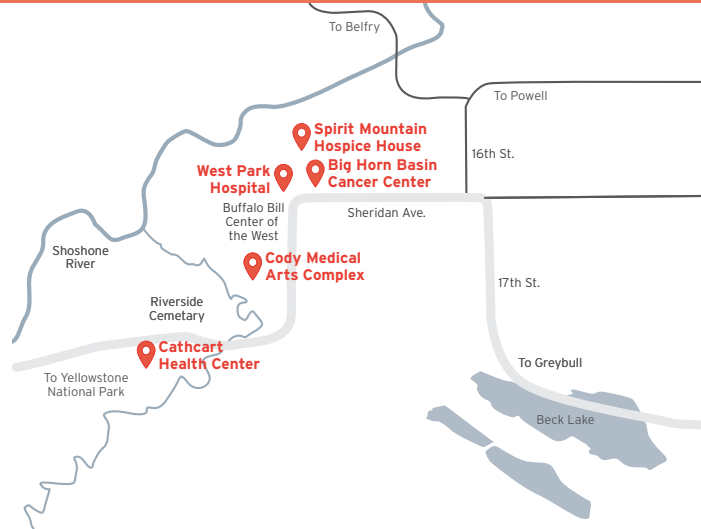 To Belfry
To Powell
Spirit Mountain
Hospice House
16th St.
West Park
Hospital
Big Horn Basin
Cancer Center
Buffalo Bill
Center of
the West
Sheridan Ave.
Shoshone
River
Cody Medical
Arts Complex
17th St.
Riverside
Cemetery
Cathcart
Health Center
To Greybull
To Yellowstone
National Park
Beck Lake